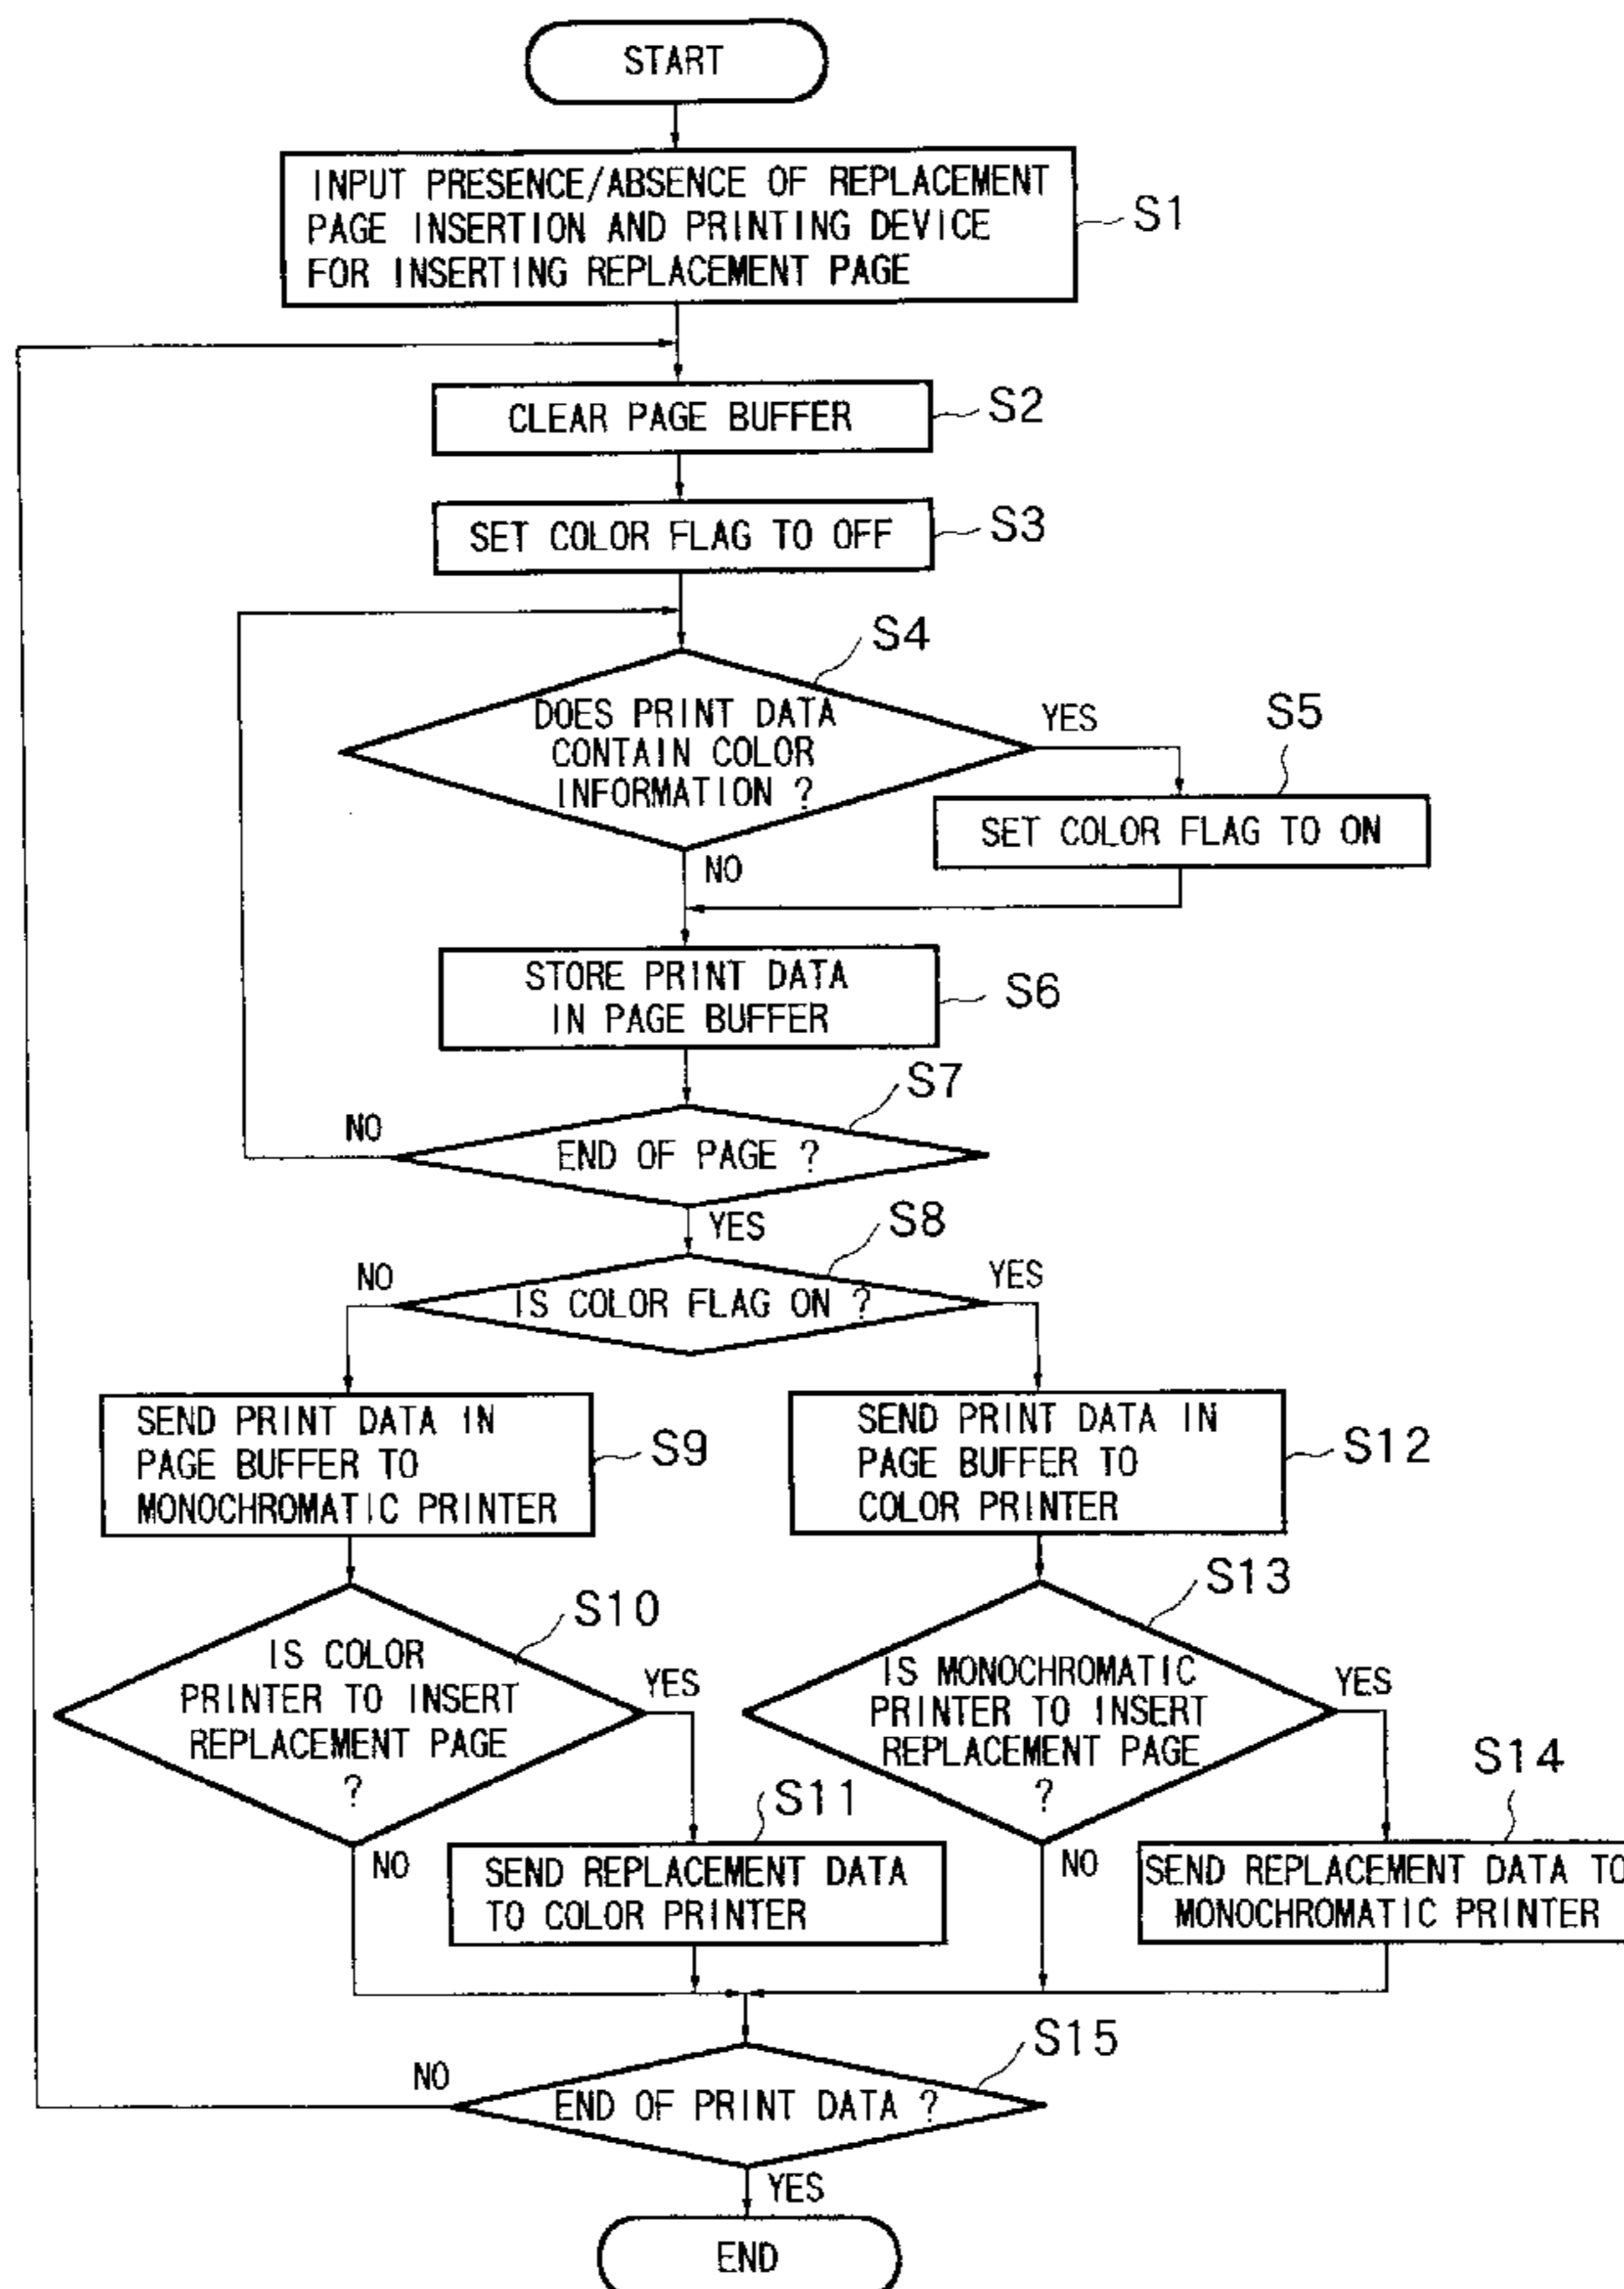 START
INPUT PRESENCE/ABSENCE OF REPLACEMENT
PAGE INSERTION AND PRINTING DEVICE
FOR INSERTING REPLACEMENT PAGE
S1
CLEAR PAGE BUFFER
S2
SET COLOR FLAG TO OFF
S3
S4
DOES PRINT DATA
CONTAIN COLOR
INFORMATION ?
YES
S5
SET COLOR FLAG TO ON
NO
STORE PRINT DATA
IN PAGE BUFFER
S6
S7
NO
END OF PAGE ?
YES
S8
NO
IS COLOR FLAG ON ?
YES
SEND PRINT DATA IN
PAGE BUFFER TO
MONOCHROMATIC PRINTER
S9
SEND PRINT DATA IN
PAGE BUFFER TO
COLOR PRINTER
S12
S10
IS COLOR
PRINTER TO INSERT
REPLACEMENT PAGE
?
YES
NO
S11
SEND REPLACEMENT DATA
TO COLOR PRINTER
S13
IS MONOCHROMATIC
PRINTER TO INSERT
REPLACEMENT PAGE
?
YES
NO
S14
SEND REPLACEMENT DATA TO
MONOCHROMATIC PRINTER
S15
NO
END OF PRINT DATA ?
YES
END